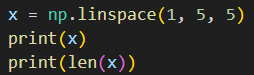 x = np.linspace(1, 5, 5)
print(x)
print(len(x))